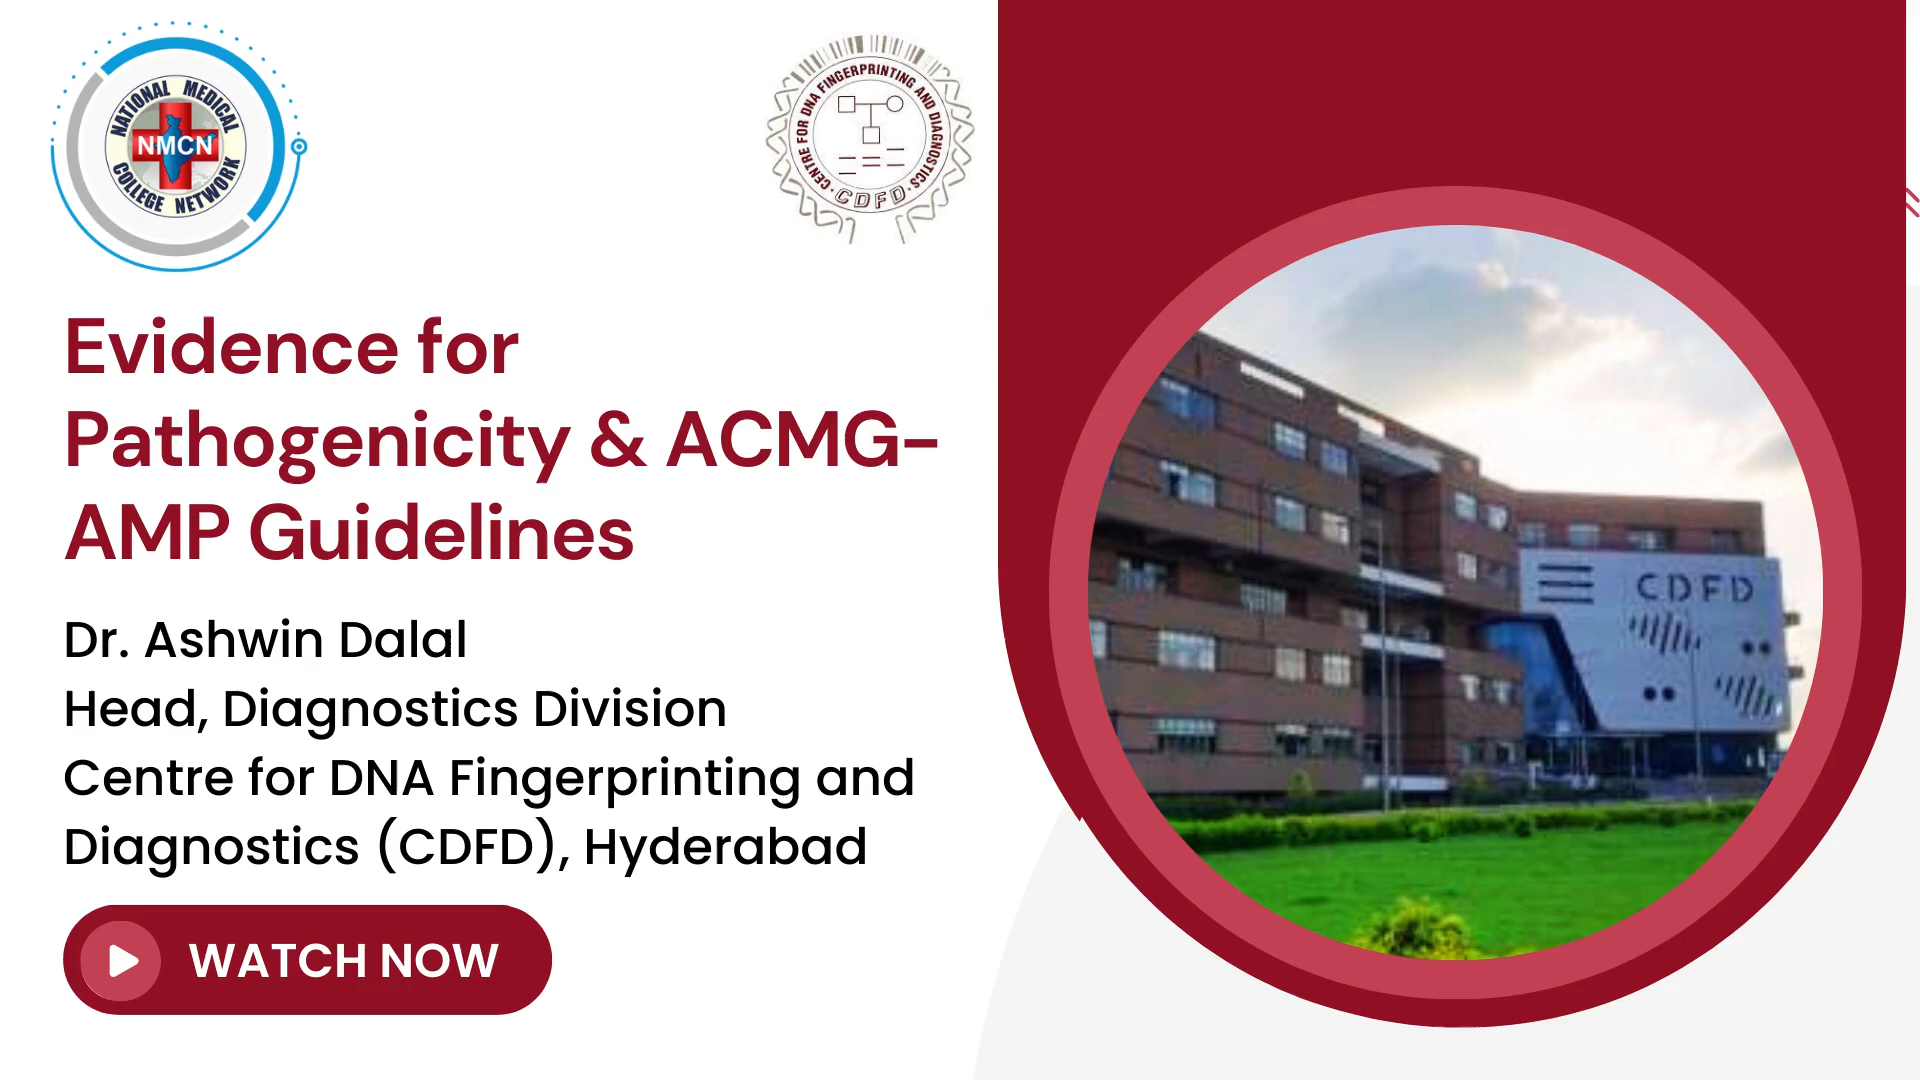 NATIONAL MEDICAL
NMCN
COLLEGE NETWORK
CENTRE FOR DNA FINGERPRINTING AND DIAGNOSTICS
CDFD
Evidence for
Pathogenicity & ACMG-
AMP Guidelines
Dr. Ashwin Dalal
Head, Diagnostics Division
Centre for DNA Fingerprinting and
Diagnostics (CDFD), Hyderabad
WATCH NOW
CDFD